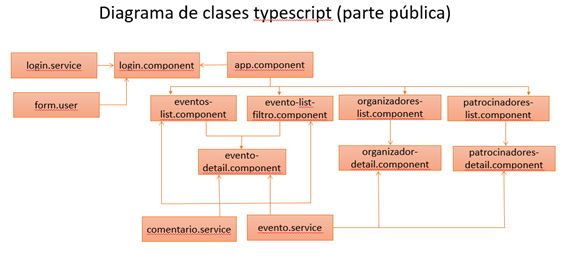 Diagrama de clases typescript (parte pública)
login.service
login.component
app.component
form.user
eventos-
list.component
evento-list-
filtro.component
organizadores-
list.component
patrocinadores-
list.component
evento-
detail.component
organizador-
detail.component
patrocinadores-
detail.component
comentario.service
evento.service